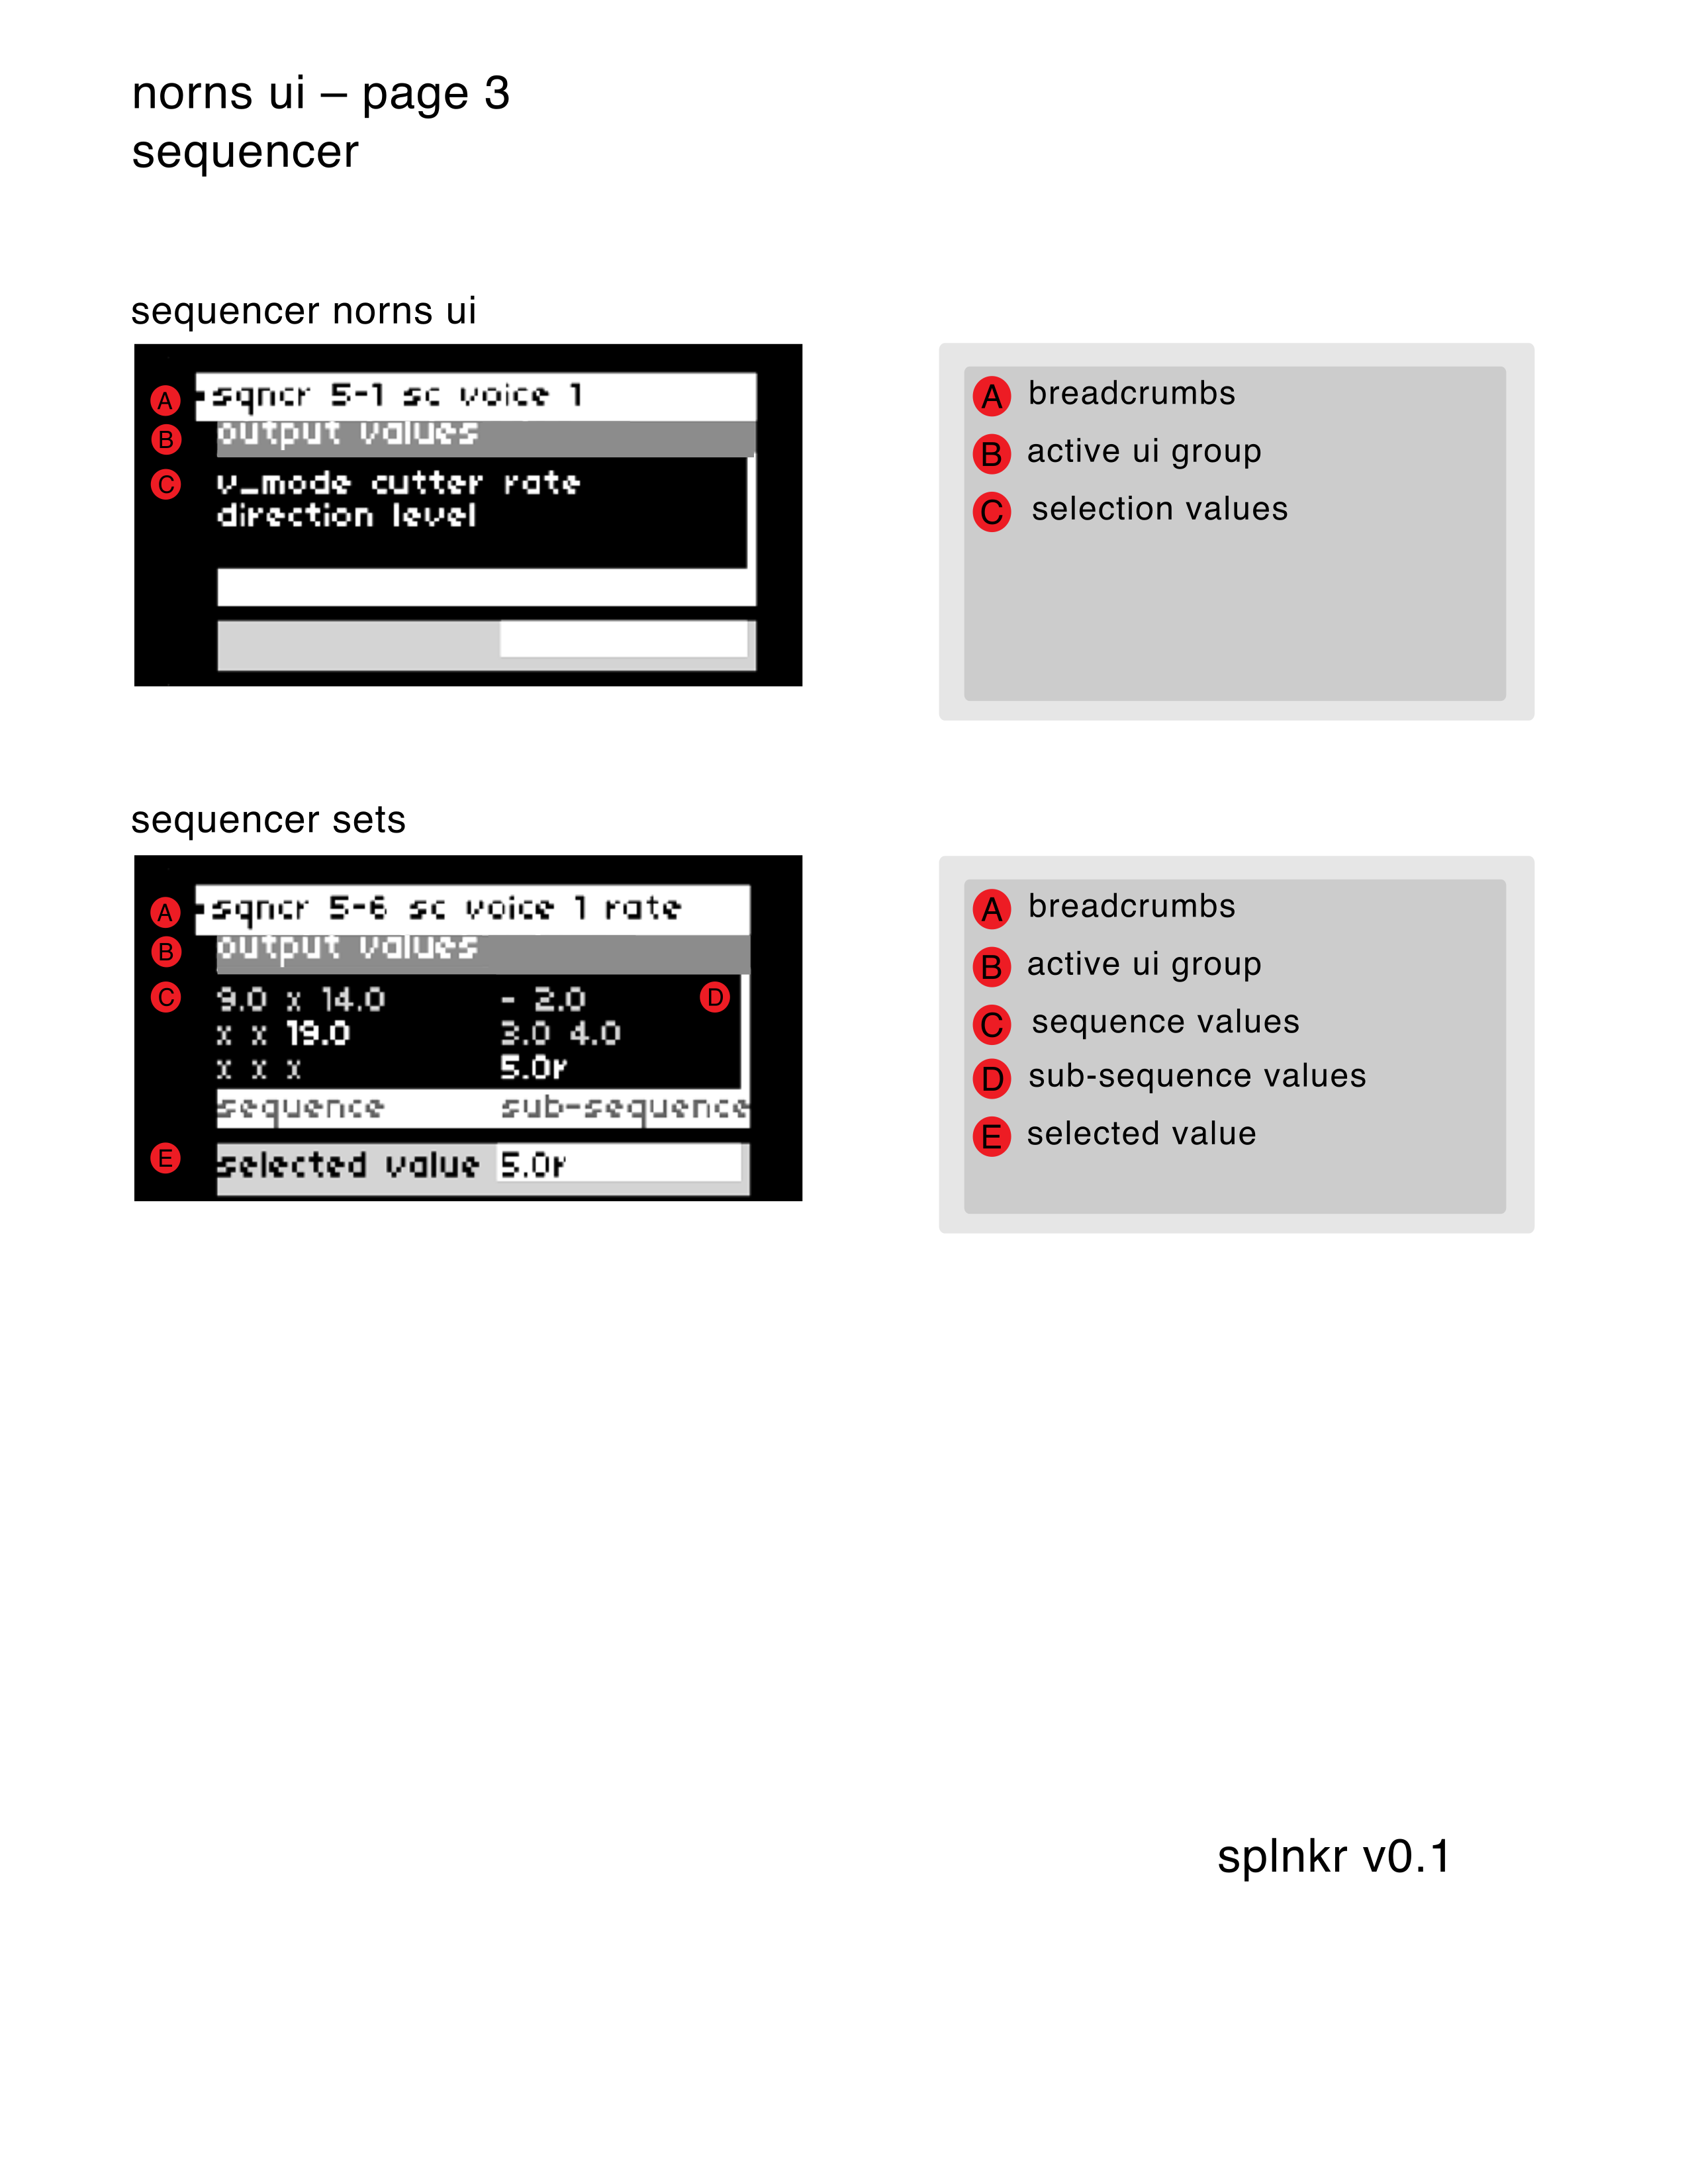 norns ui – page 3
sequencer
sequencer norns ui
A sqncr 5-1 sc voice 1
B output values
C v_mode cutter rate
direction level
A breadcrumbs
B active ui group
C selection values
sequencer sets
A sqncr 5-6 sc voice 1 rate
B output values
C 9.0 x 14.0 - 2.0 D
x x 19.0 3.0 4.0
x x x 5.0r
sequence sub-sequence
E selected value 5.0r
A breadcrumbs
B active ui group
C sequence values
D sub-sequence values
E selected value
splnkr v0.1